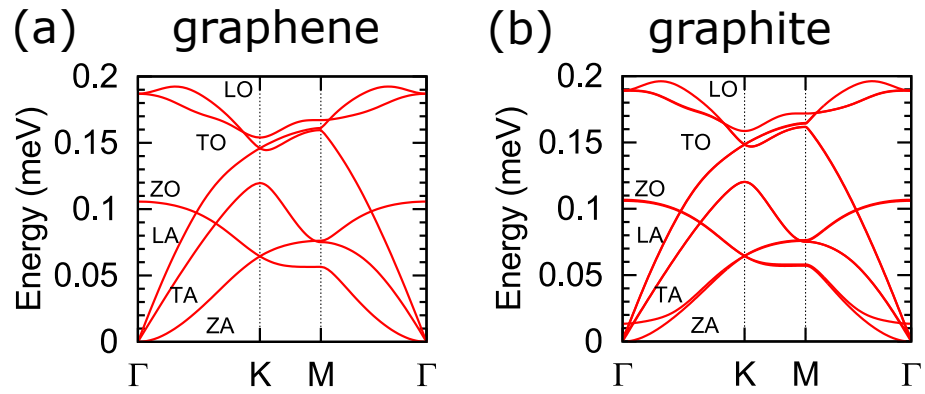 (a) graphene
0.2
0.15
0.1
0.05
0
Energy (meV)
LO
TO
ZO
LA
TA
ZA
Γ K M Γ
(b) graphite
0.2
0.15
0.1
0.05
0
Energy (meV)
LO
TO
ZO
LA
TA
ZA
Γ K M Γ